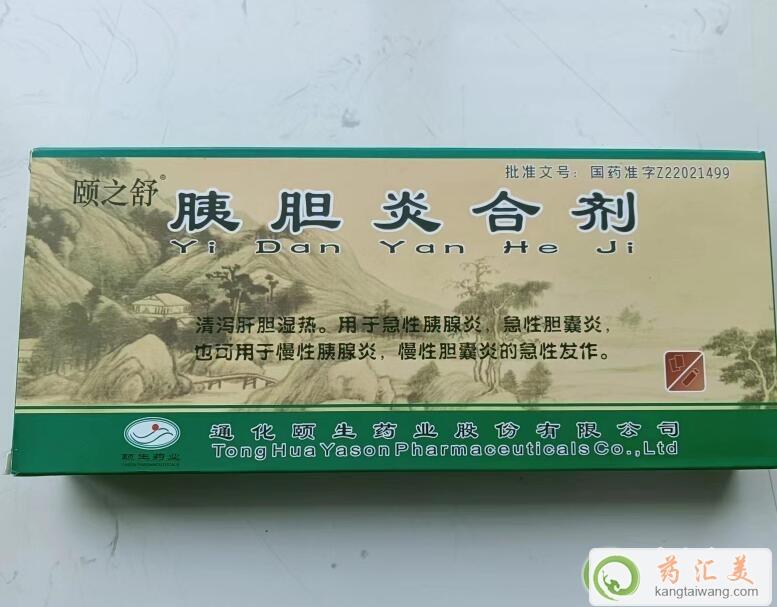 批准文号：国药准字Z22021499
颐之舒®
胰胆炎合剂
Yi Dan Yan He Ji
清泻肝胆湿热。用于急性胰腺炎，急性胆囊炎，
也可用于慢性胰腺炎，慢性胆囊炎的急性发作。
通化颐生药业股份有限公司
TongHuaYasonPharmaceuticalsCo.,Ltd
颐生药业
YASON PHARMACEUTICALS
药汇美
kangtaiwang.com